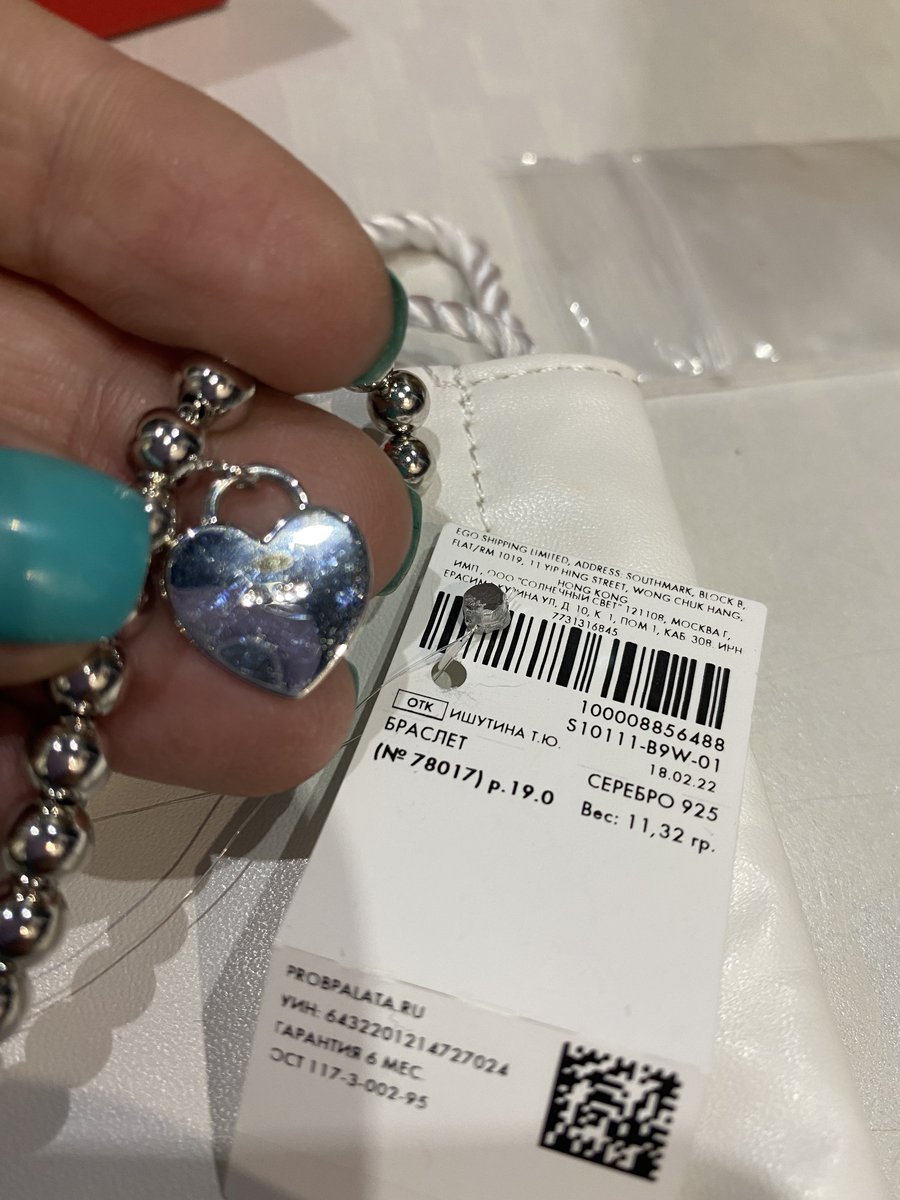 EGO SHIPPING LIMITED, ADDRESS: SOUTHMARK, BLOCK B,
FLAT/RM 1019, 11 YIP HING STREET, WONG CHUK HANG,
HONG KONG
ИМП. ООО "СОЛНЕЧНЫЙ СВЕТ" 121108, МОСКВА Г,
УЛ, Д. 10, К 1, ПОМ 1, КАБ 308. ИНН
7731316845
100008856488
S10111-B9W-01
18.02.22
ОТК ИШУТИНА Т.Ю.
БРАСЛЕТ
СЕРЕБРО 925
(№ 78017) р.19.0
Вес: 11,32 гр.
PROBPALATA.RU
УИН: 6432201214727024
ГАРАНТИЯ 6 МЕС.
ОСТ 117-3-002-95